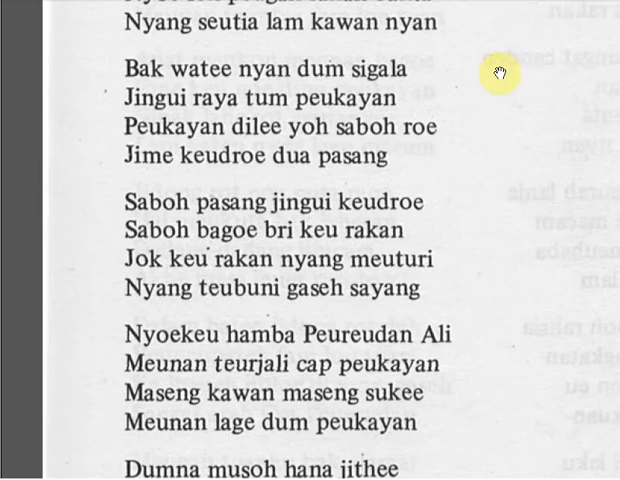 Nyang seutia lam kawan nyan
Bak watee nyan dum sigala
Jingui raya tum peukayan
Peukayan dilee yoh saboh roe
Jime keudroe dua pasang
Saboh pasang jingui keudroe
Saboh bagoe bri keu rakan
Jok keu rakan nyang meuturi
Nyang teubuni gaseh sayang
Nyoekeu hamba Peureudan Ali
Meunan teurjali cap peukayan
Maseng kawan maseng sukee
Meunan lage dum peukayan
Dumna musoh hana jithee